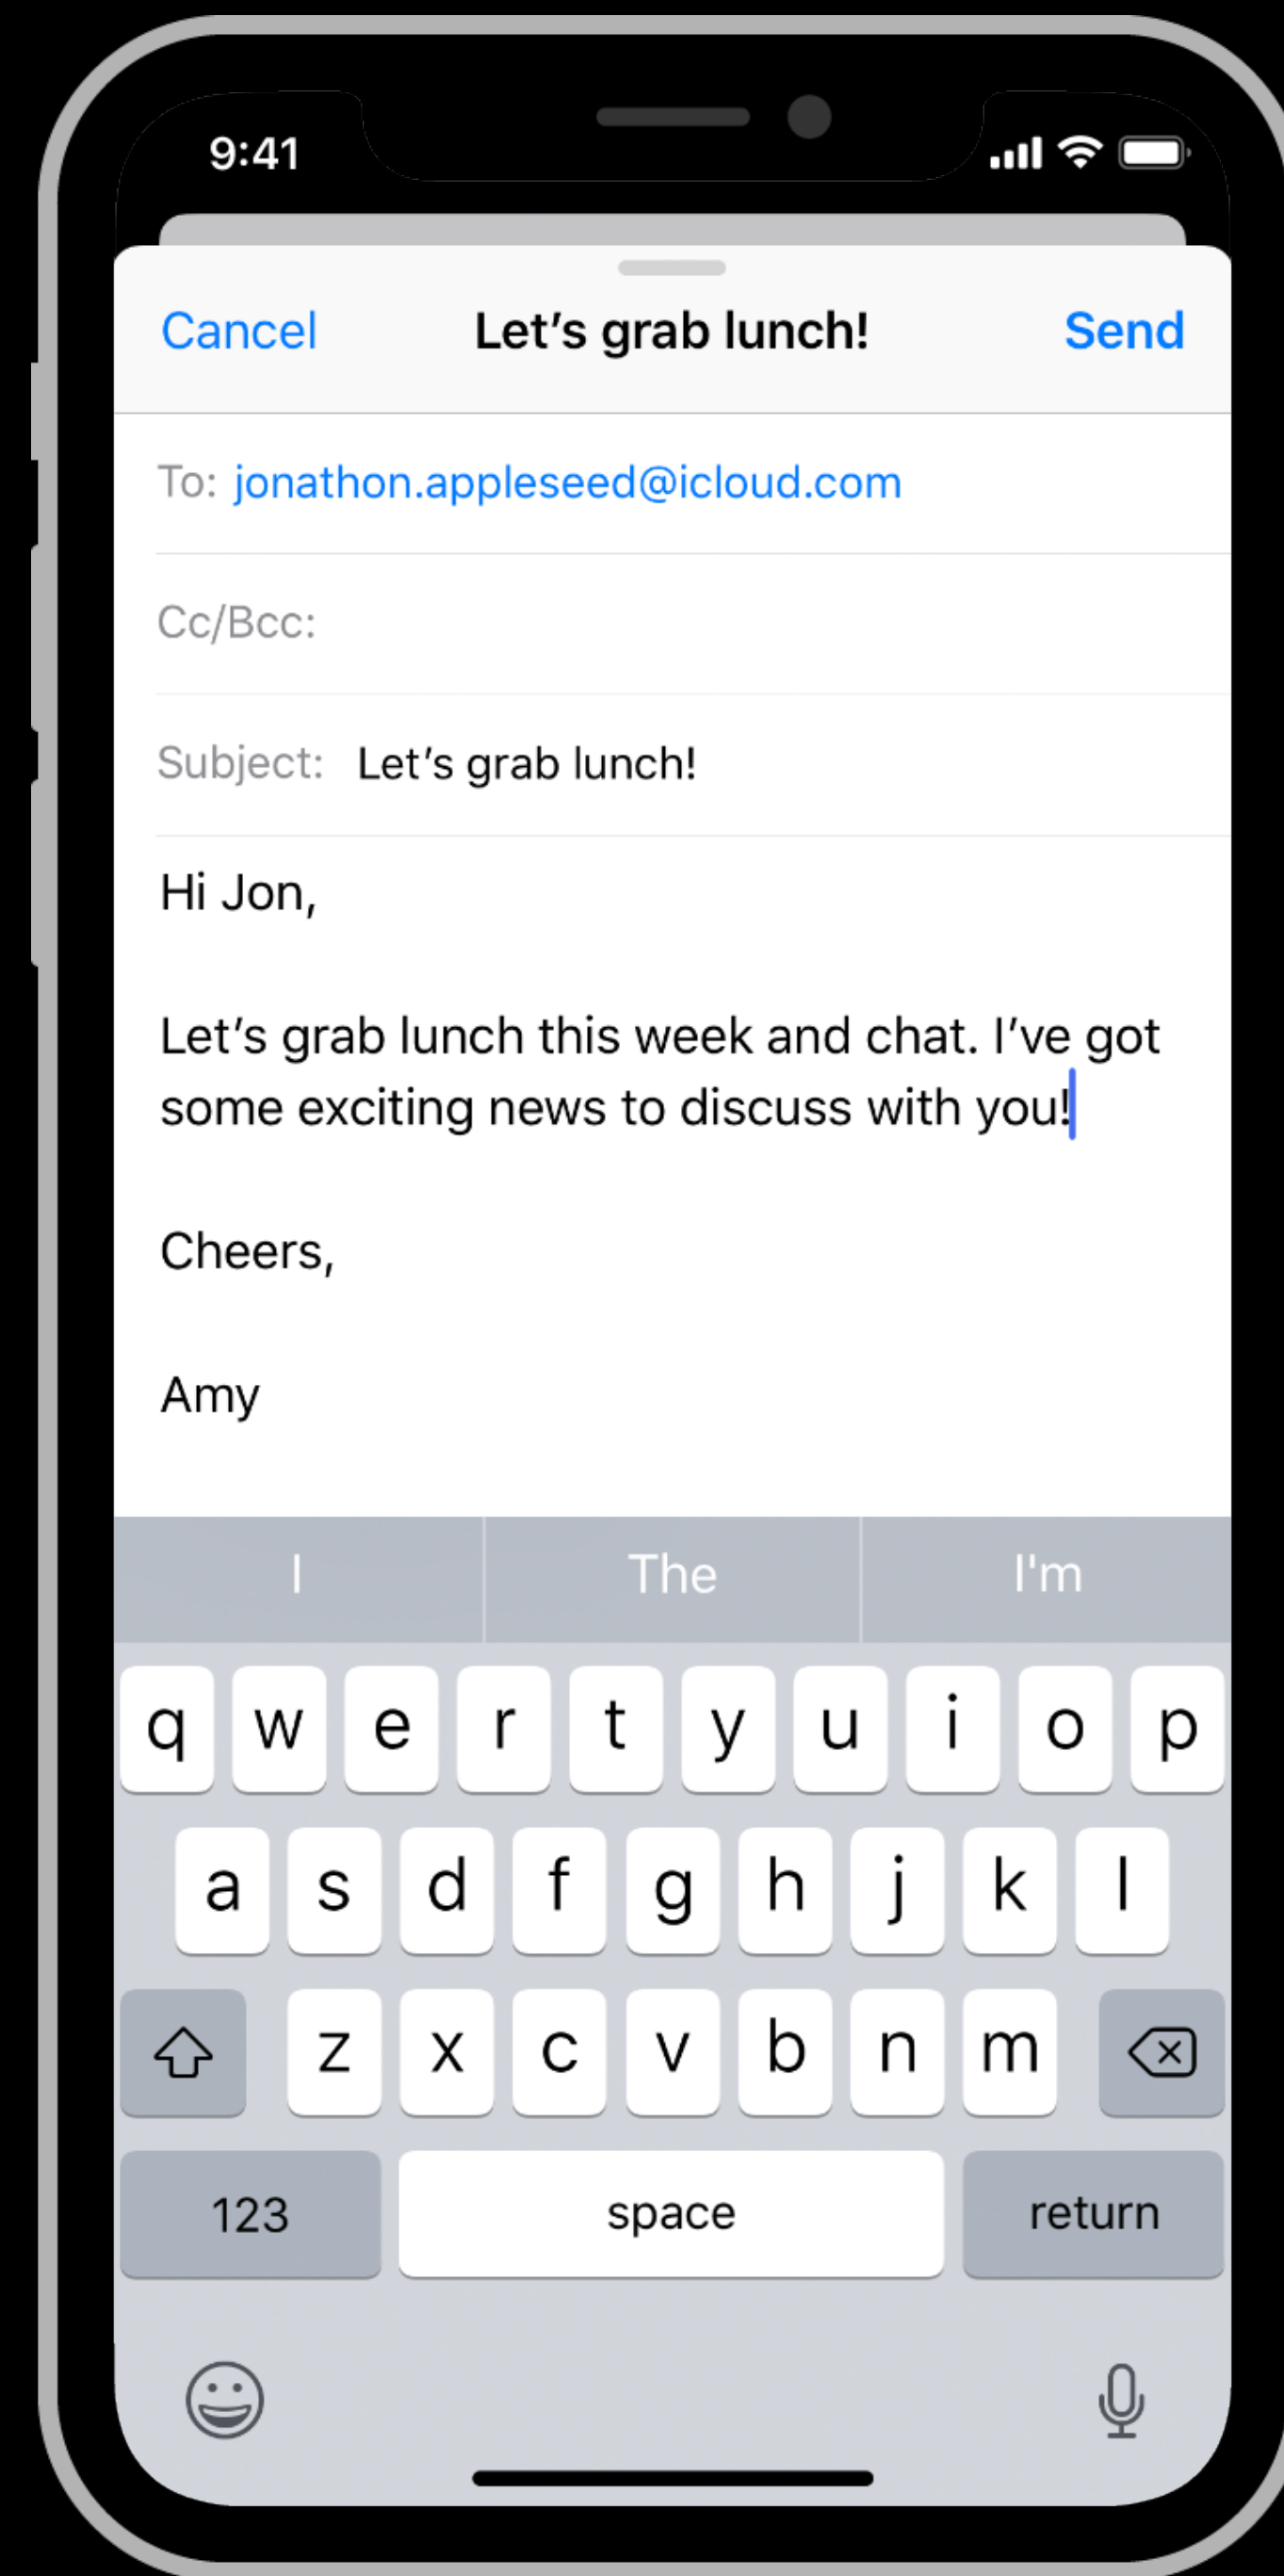 9:41
Cancel Let’s grab lunch! Send
To: jonathon.appleseed@icloud.com
Cc/Bcc:
Subject: Let’s grab lunch!
Hi Jon,
Let’s grab lunch this week and chat. I’ve got
some exciting news to discuss with you!
Cheers,
Amy
I The I'm
q w e r t y u i o p
a s d f g h j k l
z x c v b n m
123 space return